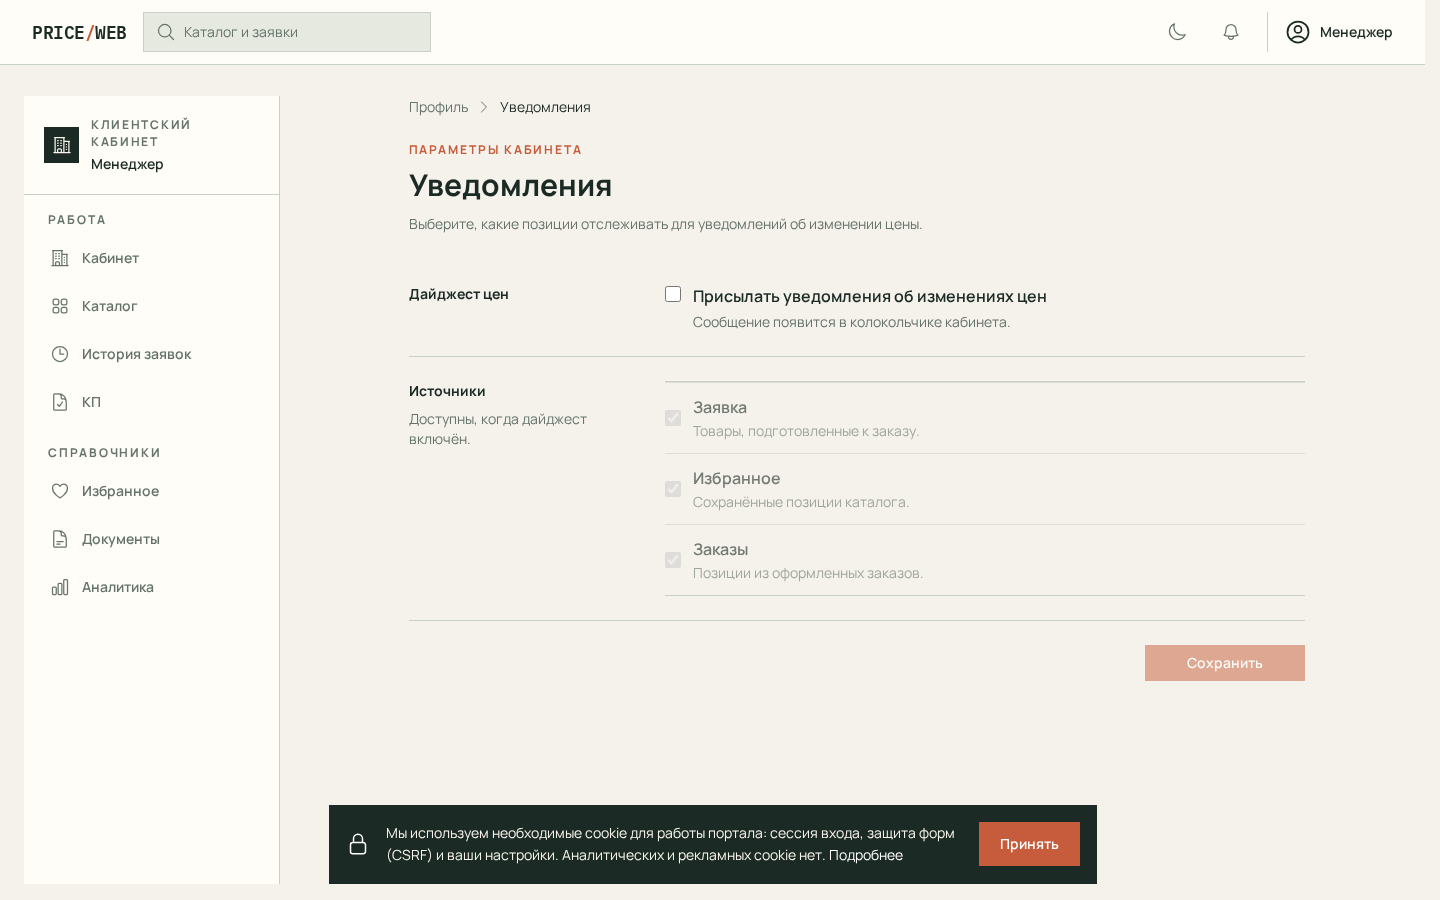 PRICE/WEB
Каталог и заявки
Менеджер
КЛИЕНТСКИЙ
КАБИНЕТ
Менеджер
РАБОТА
Кабинет
Каталог
История заявок
КП
СПРАВОЧНИКИ
Избранное
Документы
Аналитика
Профиль
Уведомления
ПАРАМЕТРЫ КАБИНЕТА
Уведомления
Выберите, какие позиции отслеживать для уведомлений об изменении цены.
Дайджест цен
Присылать уведомления об изменениях цен
Сообщение появится в колокольчике кабинета.
Источники
Доступны, когда дайджест
включён.
Заявка
Товары, подготовленные к заказу.
Избранное
Сохранённые позиции каталога.
Заказы
Позиции из оформленных заказов.
Сохранить
Мы используем необходимые cookie для работы портала: сессия входа, защита форм
(CSRF) и ваши настройки. Аналитических и рекламных cookie нет. Подробнее
Принять